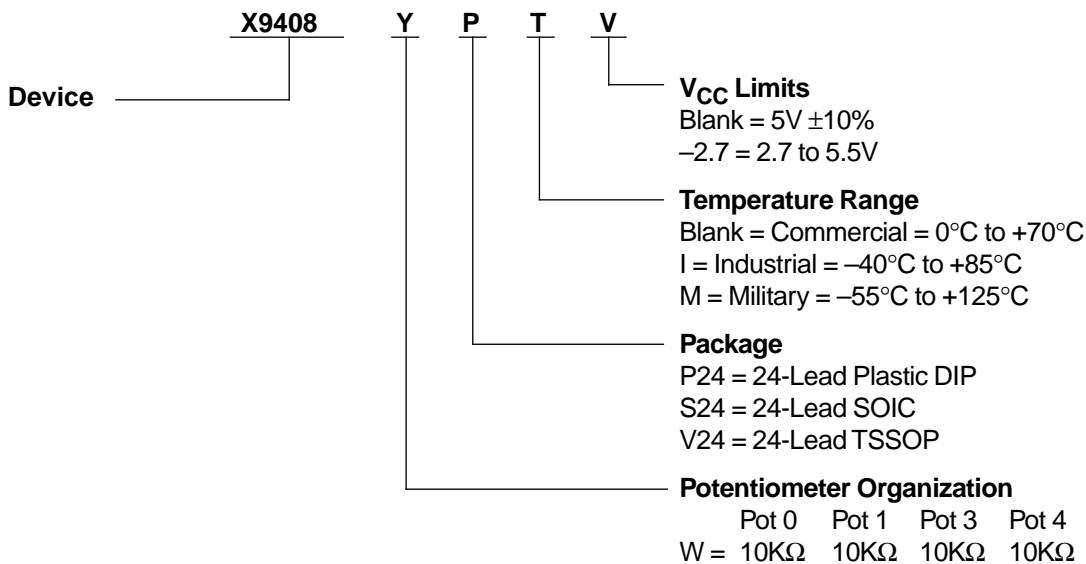 X9408 Y P T V
Device
VCC Limits
Blank = 5V ±10%
–2.7 = 2.7 to 5.5V
Temperature Range
Blank = Commercial = 0°C to +70°C
I = Industrial = –40°C to +85°C
M = Military = –55°C to +125°C
Package
P24 = 24-Lead Plastic DIP
S24 = 24-Lead SOIC
V24 = 24-Lead TSSOP
Potentiometer Organization
Pot 0 Pot 1 Pot 3 Pot 4
W = 10KΩ 10KΩ 10KΩ 10KΩ